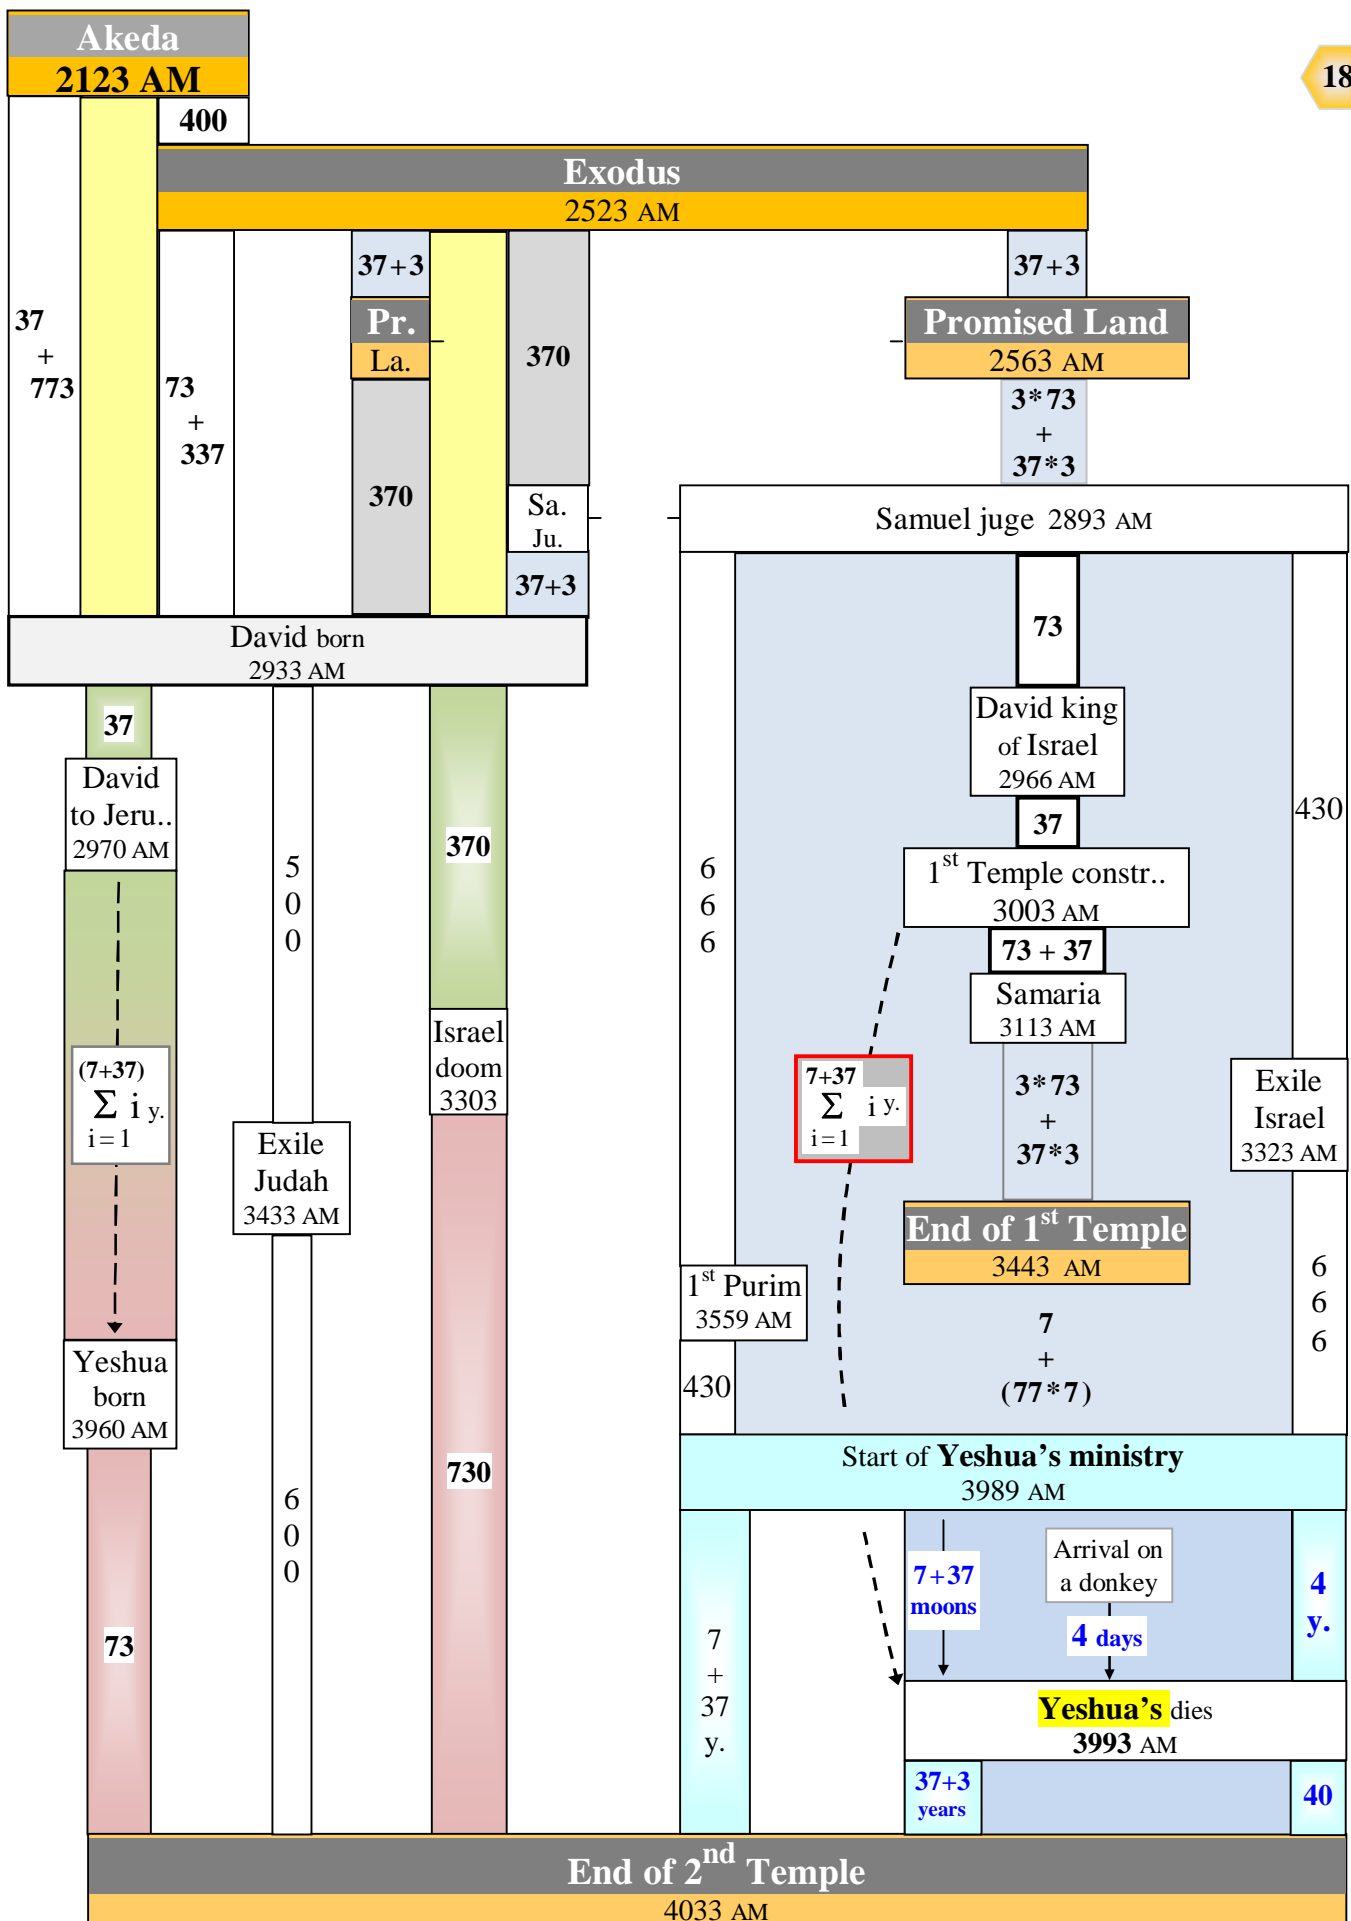 Akeda
2123 AM
18
400
Exodus
2523 AM
37
+
773
73
+
337
37+3
Pr.
La.
370
370
Sa.
Ju.
37+3
37+3
Promised Land
2563 AM
3*73
+
37*3
Samuel juge 2893 AM
David born
2933 AM
37
David
to Jeru..
2970 AM
(7+37)
Σ i y.
i=1
Yeshua
born
3960 AM
73
5
0
0
Exile
Judah
3433 AM
6
0
0
370
Israel
doom
3303
730
6
6
6
1st Purim
3559 AM
430
73
David king
of Israel
2966 AM
37
1st Temple constr..
3003 AM
73 + 37
Samaria
3113 AM
7+37
Σ i y.
i=1
3*73
+
37*3
End of 1st Temple
3443 AM
7
+
(77*7)
430
Exile
Israel
3323 AM
6
6
6
Start of Yeshua's ministry
3989 AM
7
+
37
y.
7+37
moons
Arrival on
a donkey
4 days
4
y.
Yeshua's dies
3993 AM
37+3
years
40
End of 2nd Temple
4033 AM